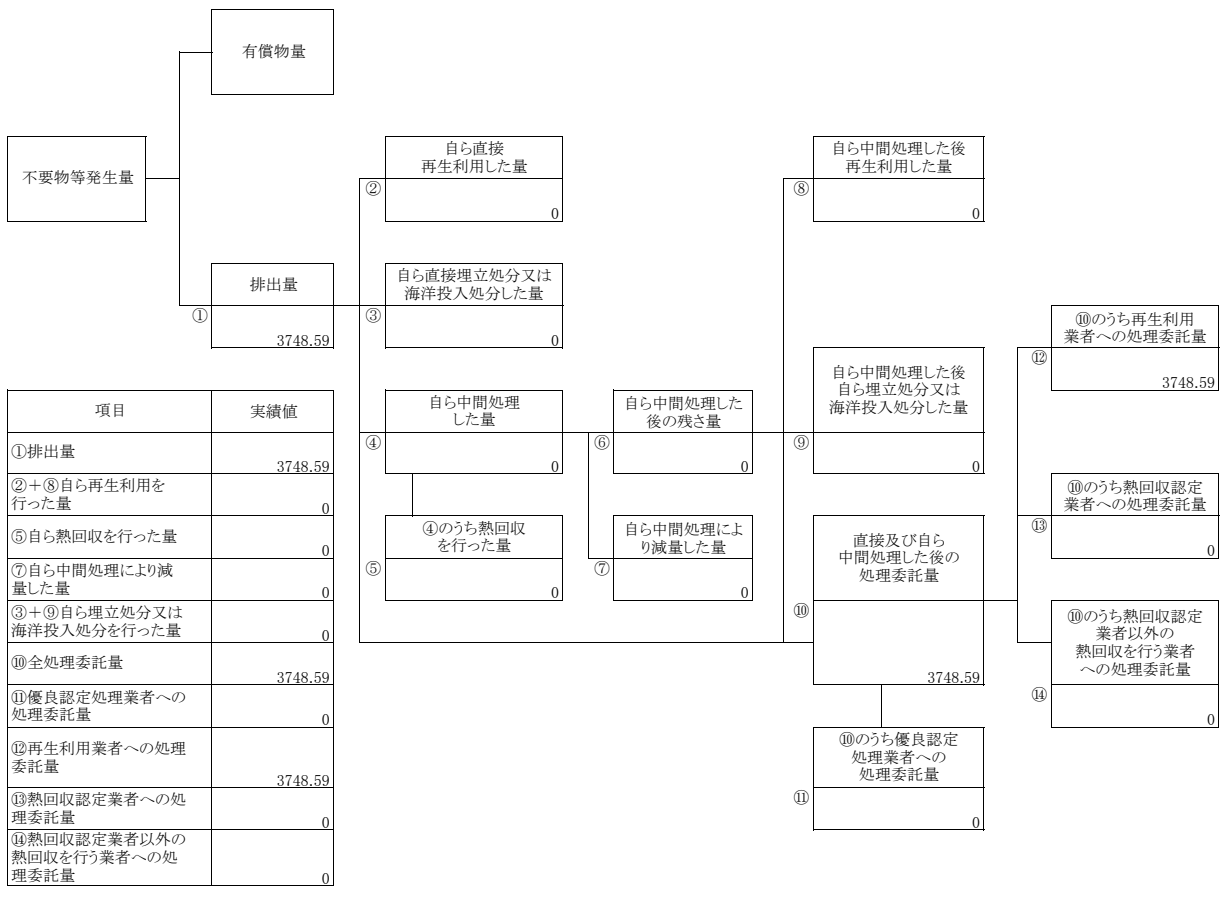 有償物量
不要物等発生量
排出量
①
3748.59
自ら直接
再生利用した量
②
0
自ら直接埋立処分又は
海洋投入処分した量
③
0
自ら中間処理
した量
④
0
④のうち熱回収
を行った量
⑤
0
自ら中間処理した
後の残さ量
⑥
0
自ら中間処理によ
り減量した量
⑦
0
自ら中間処理した後
再生利用した量
⑧
0
自ら中間処理した後
自ら埋立処分又は
海洋投入処分した量
⑨
0
直接及び自ら
中間処理した後の
処理委託量
⑩
3748.59
⑩のうち優良認定
処理業者への
処理委託量
⑪
0
⑩のうち再生利用
業者への処理委託量
⑫
3748.59
⑩のうち熱回収認定
業者への処理委託量
⑬
0
⑩のうち熱回収認定
業者以外の
熱回収を行う業者
への処理委託量
⑭
0
項目 実績値
①排出量
3748.59
②＋⑧自ら再生利用を
行った量
0
⑤自ら熱回収を行った量
0
⑦自ら中間処理により減
量した量
0
③＋⑨自ら埋立処分又は
海洋投入処分を行った量
0
⑩全処理委託量
3748.59
⑪優良認定処理業者への
処理委託量
0
⑫再生利用業者への処理
委託量
3748.59
⑬熱回収認定業者への処
理委託量
0
⑭熱回収認定業者以外の
熱回収を行う業者への処
理委託量
0